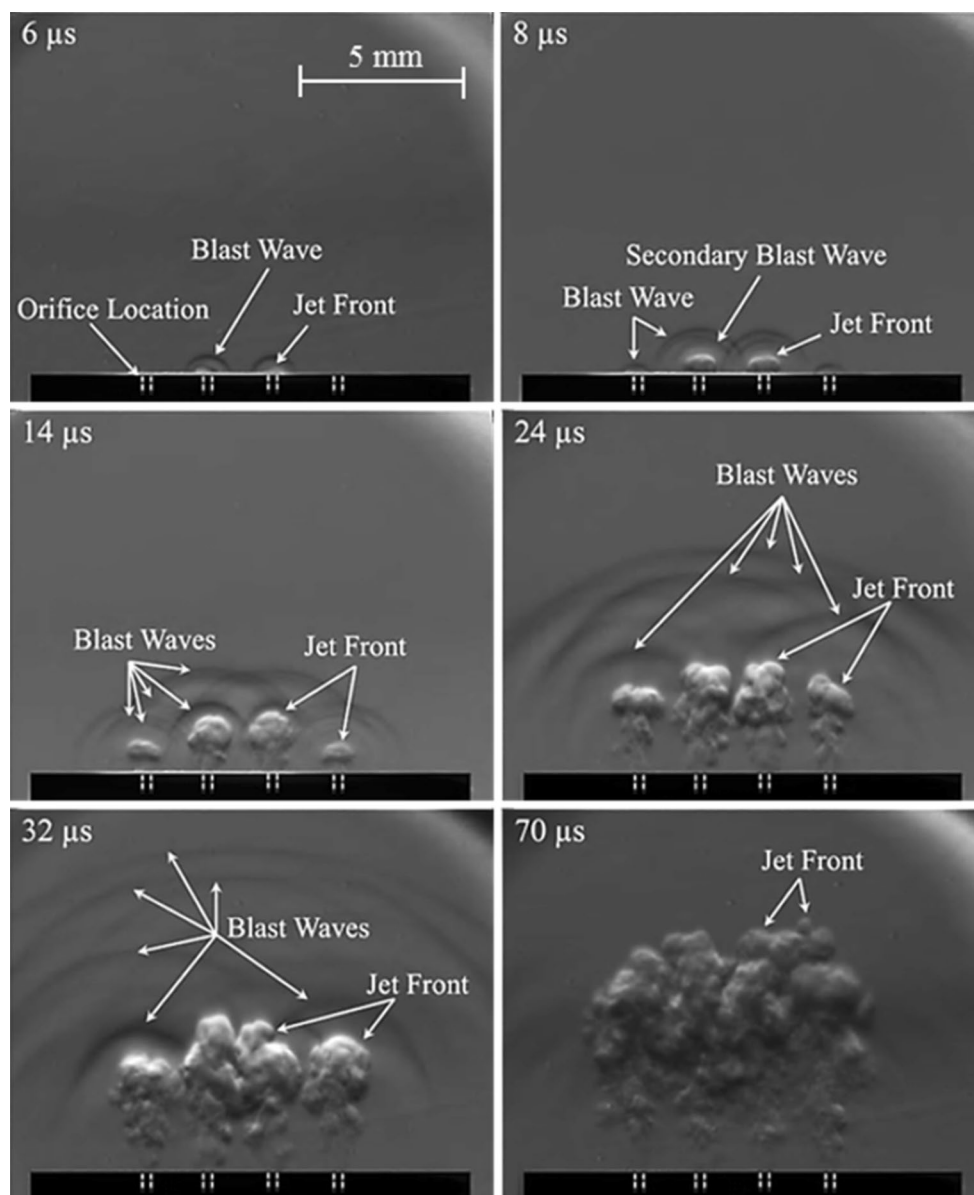 6 µs
5 mm
Blast Wave
Orifice Location
Jet Front
8 µs
Secondary Blast Wave
Blast Wave
Jet Front
14 µs
Blast Waves
Jet Front
24 µs
Blast Waves
Jet Front
32 µs
Blast Waves
Jet Front
70 µs
Jet Front